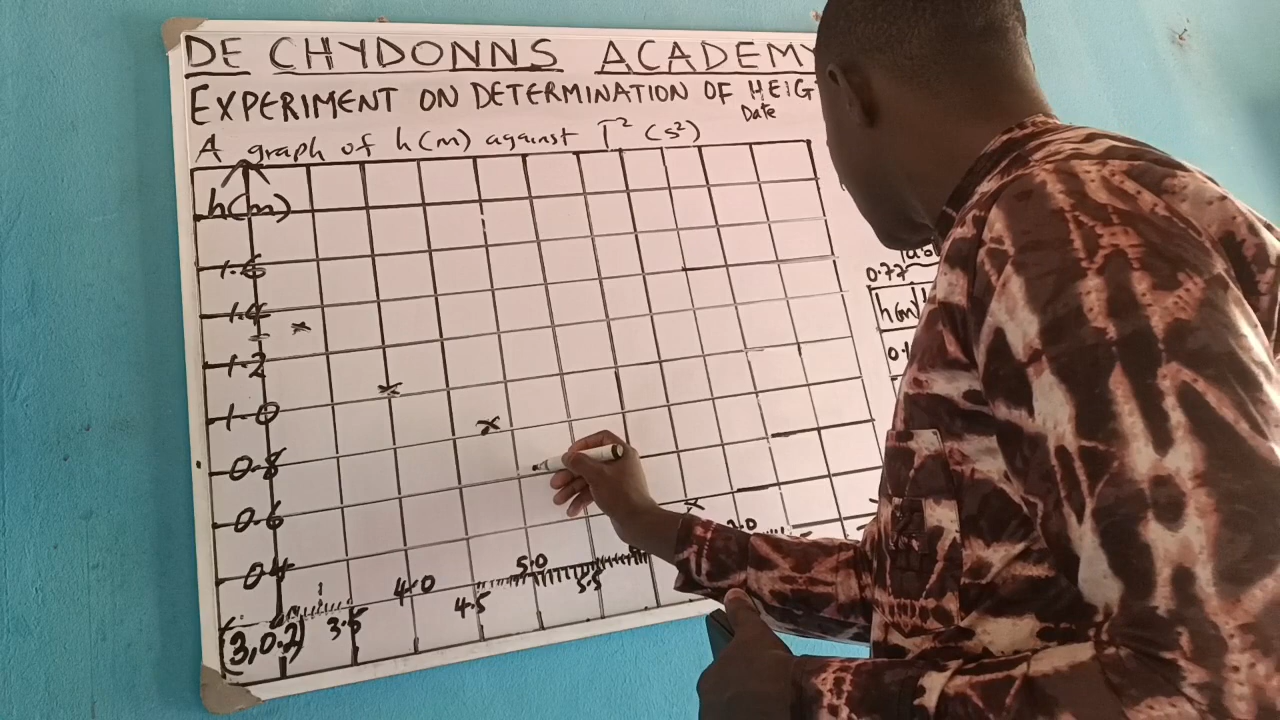 DE CHYDONNS ACADEMY
EXPERIMENT ON DETERMINATION OF HEIG
Date
A graph of h(m) against T² (s²)
h(m)
1.6
1.4
1.2
1.0
0.8
0.6
0.4
(3,0.2)
3.5
4.0
4.5
5.0
5.5
0.77
h(m)